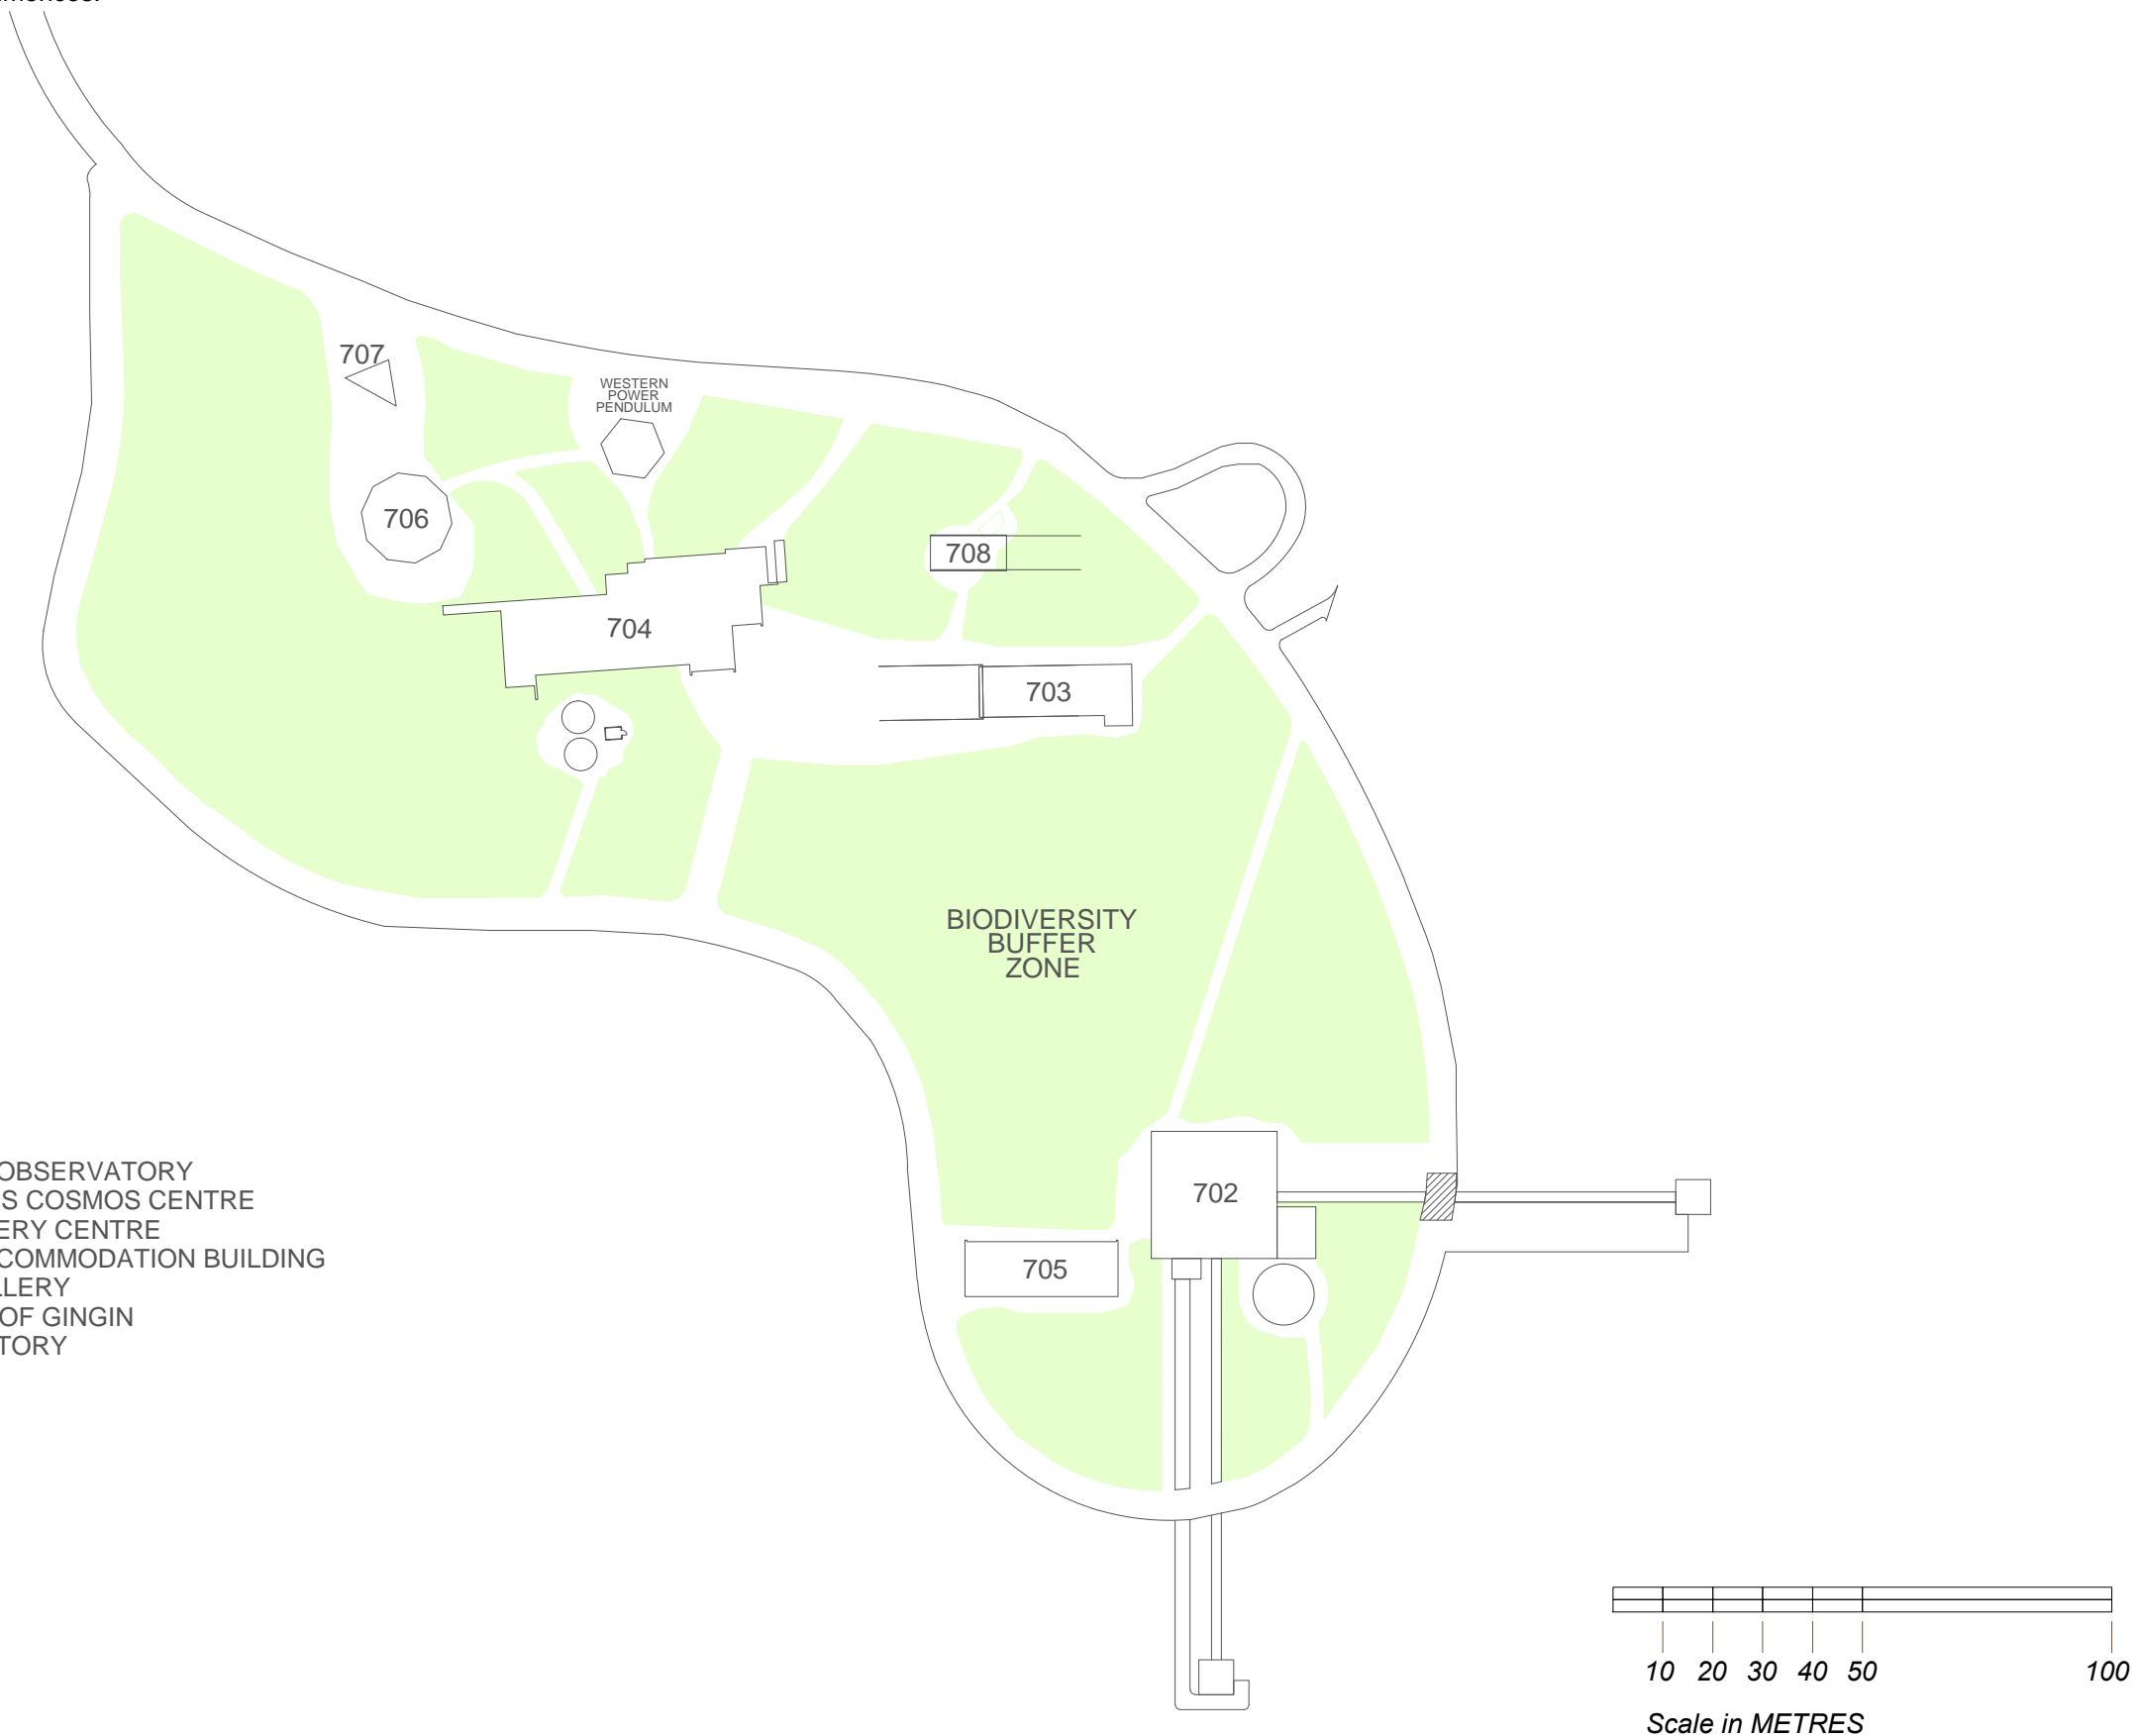 707
WESTERN
POWER
PENDULUM
706
708
704
703
BIODIVERSITY
BUFFER
ZONE
702
705
OBSERVATORY
S COSMOS CENTRE
ERY CENTRE
COMMODATION BUILDING
LLERY
OF GINGIN
TORY
10 20 30 40 50 100
Scale in METRES